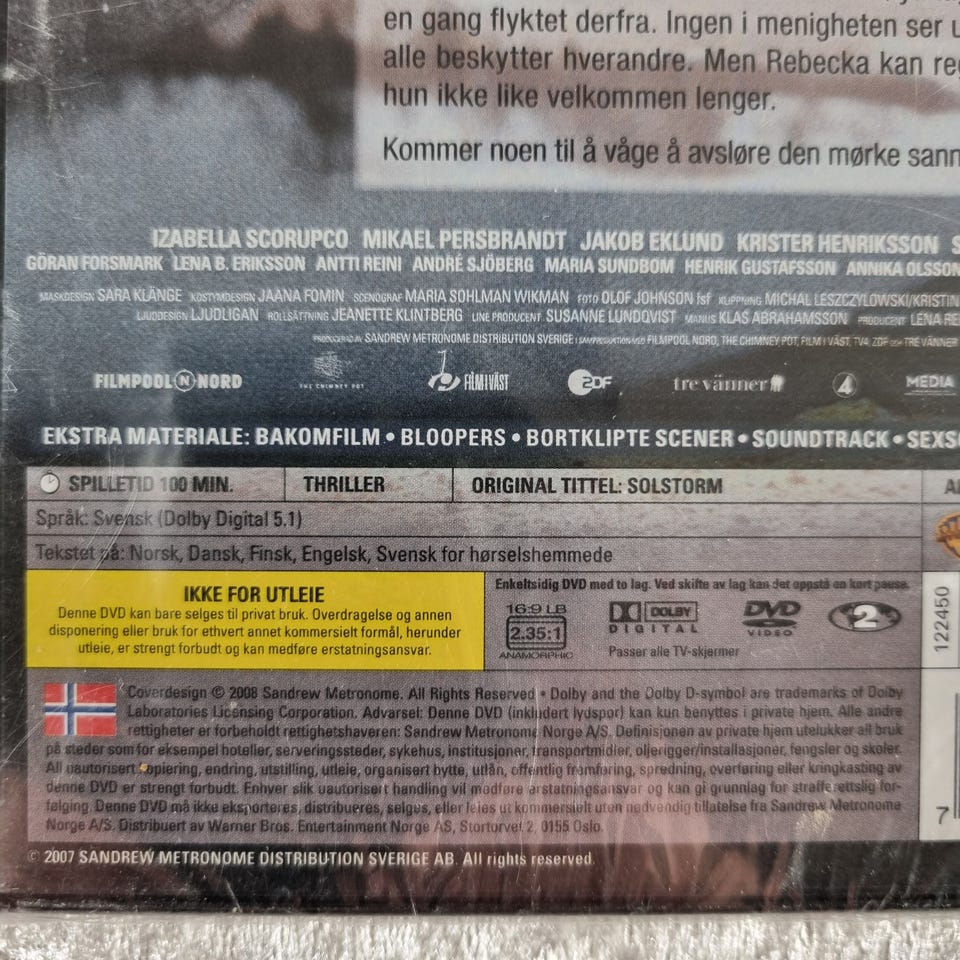 en gang flyktet derfra. Ingen i menigheten ser
alle beskytter hverandre. Men Rebecka kan
hun ikke like velkommen lenger.
Kommer noen til å våge å avsløre den mørke
IZABELLA SCORUPCO MIKAEL PERSBRANDT JAKOB EKLUND KRISTER HENRIKSSON
GÖRAN FORSMARK LENA B. ERIKSSON ANTTI REINI ANDRÉ SJÖBERG MARIA SUNDBOM HENRIK GUSTAFSSON ANNIKA OLSSON
MASKDESIGN SARA KLÄNGE KOSTYMDESIGN JAANA FOMIN SCENOGRAF MARIA SOHLMAN WIKMAN FOTO OLOF JOHNSON fsf KLIPPNING MICHAL LESZCZYLOWSKI/KRISTIN
LJUDDESIGN LJUDLIGAN ROLLSÄTTNING JEANETTE KLINTBERG LINE PRODUCENT SUSANNE LUNDQVIST MANUS KLAS ABRAHAMSSON PRODUCENT LENA
PRODUCERAD AV SANDREW METRONOME DISTRIBUTION SVERIGE I SAMPRODUKTION MED FILMPOOL NORD, THE CHIMNEY POT, FILM I VÄST, TV4, ZDF OCH TRE VÄNNER
FILMPOOL N NORD THE CHIMNEY POT FILM I VÄST ZDF tre vänner 4 MEDIA
EKSTRA MATERIALE: BAKOMFILM • BLOOPERS • BORTKLIPTE SCENER • SOUNDTRACK •
SPILLETID 100 MIN. THRILLER ORIGINAL TITTEL: SOLSTORM
Språk: Svensk (Dolby Digital 5.1)
Tekstet på: Norsk, Dansk, Finsk, Engelsk, Svensk for hørselshemmede
IKKE FOR UTLEIE
Denne DVD kan bare selges til privat bruk. Overdragelse og annen
disponering eller bruk for ethvert annet kommersielt formål, herunder
utleie, er strengt forbudt og kan medføre erstatningsansvar.
Enkeltsidig DVD med to lag. Ved skifte av lag kan det oppstå en kort pause.
16:9 LB
2.35:1
ANAMORPHIC
DOLBY
DIGITAL
Passer alle TV-skjermer
DVD
VIDEO
2
122450
Coverdesign © 2008 Sandrew Metronome. All Rights Reserved • Dolby and the Dolby D-symbol are trademarks of Dolby
Laboratories Licensing Corporation. Advarsel: Denne DVD (inkludert lydspor) kan kun benyttes i private hjem. Alle andre
rettigheter er forbeholdt rettighetshaveren: Sandrew Metronome Norge A/S. Definisjonen av private hjem utelukker all bruk
på steder som for eksempel hoteller, serveringssteder, sykehus, institusjoner, transportmidler, oljerigger/installasjoner, fengsler og skoler.
All uautorisert kopiering, endring, utstilling, utleie, organisert bytte, utlån, offentlig fremføring, spredning, overføring eller kringkasting av
denne DVD er strengt forbudt. Enhver slik uautorisert handling vil medføre erstatningsansvar og kan gi grunnlag for strafferettslig for-
følging. Denne DVD må ikke eksporteres, distribueres, selges, eller leies ut kommersielt uten nødvendig tillatelse fra Sandrew Metronome
Norge A/S. Distribuert av Warner Bros. Entertainment Norge AS, Stortorvet 2, 0155 Oslo.
7
© 2007 SANDREW METRONOME DISTRIBUTION SVERIGE AB. All rights reserved.